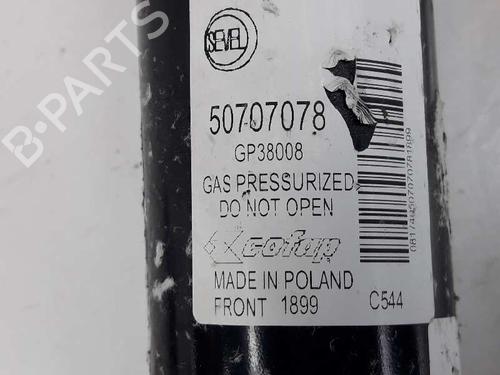 SEVEL
50707078
GP38008
GAS PRESSURIZED
DO NOT OPEN
cofap
MADE IN POLAND
FRONT 1899
C544
B-PARTS